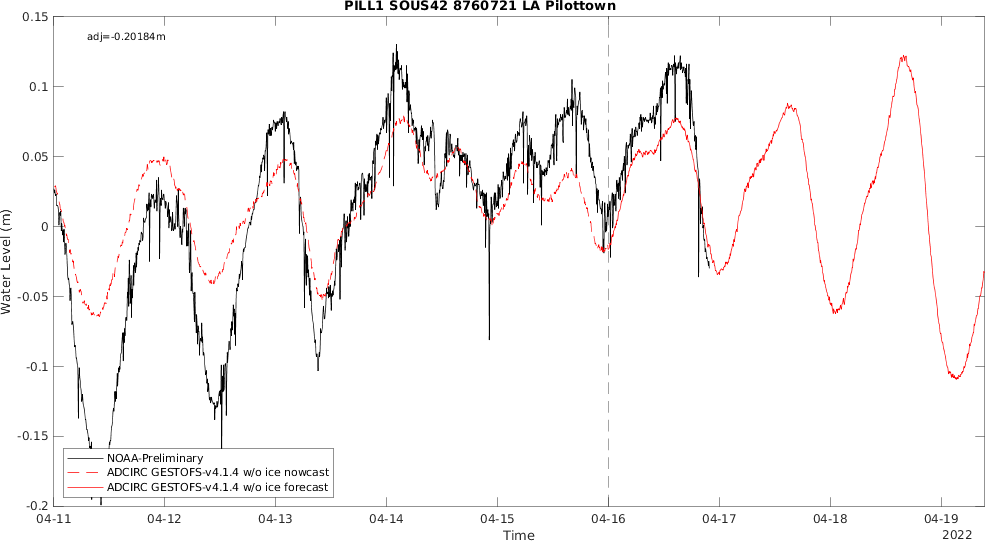 PILL1 SOUS42 8760721 LA Pilottown
adj=-0.20184m
0.15
0.1
0.05
0
-0.05
-0.1
-0.15
-0.2
Water Level (m)
NOAA-Preliminary
ADCIRC GESTOFS-v4.1.4 w/o ice nowcast
ADCIRC GESTOFS-v4.1.4 w/o ice forecast
04-11 04-12 04-13 04-14 04-15 04-16 04-17 04-18 04-19
Time
2022